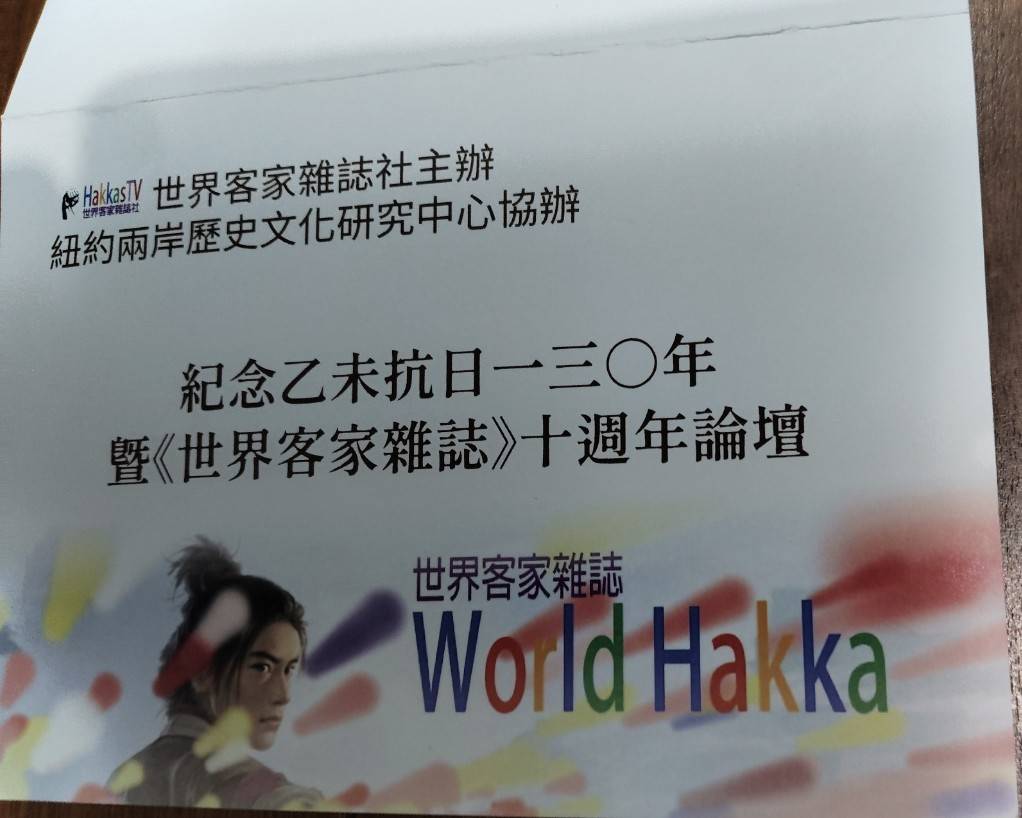 HakkasTV 世界客家雜誌社主辦
世界客家雜誌社
紐約兩岸歷史文化研究中心協辦
紀念乙未抗日一三〇年
暨《世界客家雜誌》十週年論壇
世界客家雜誌
World Hakka